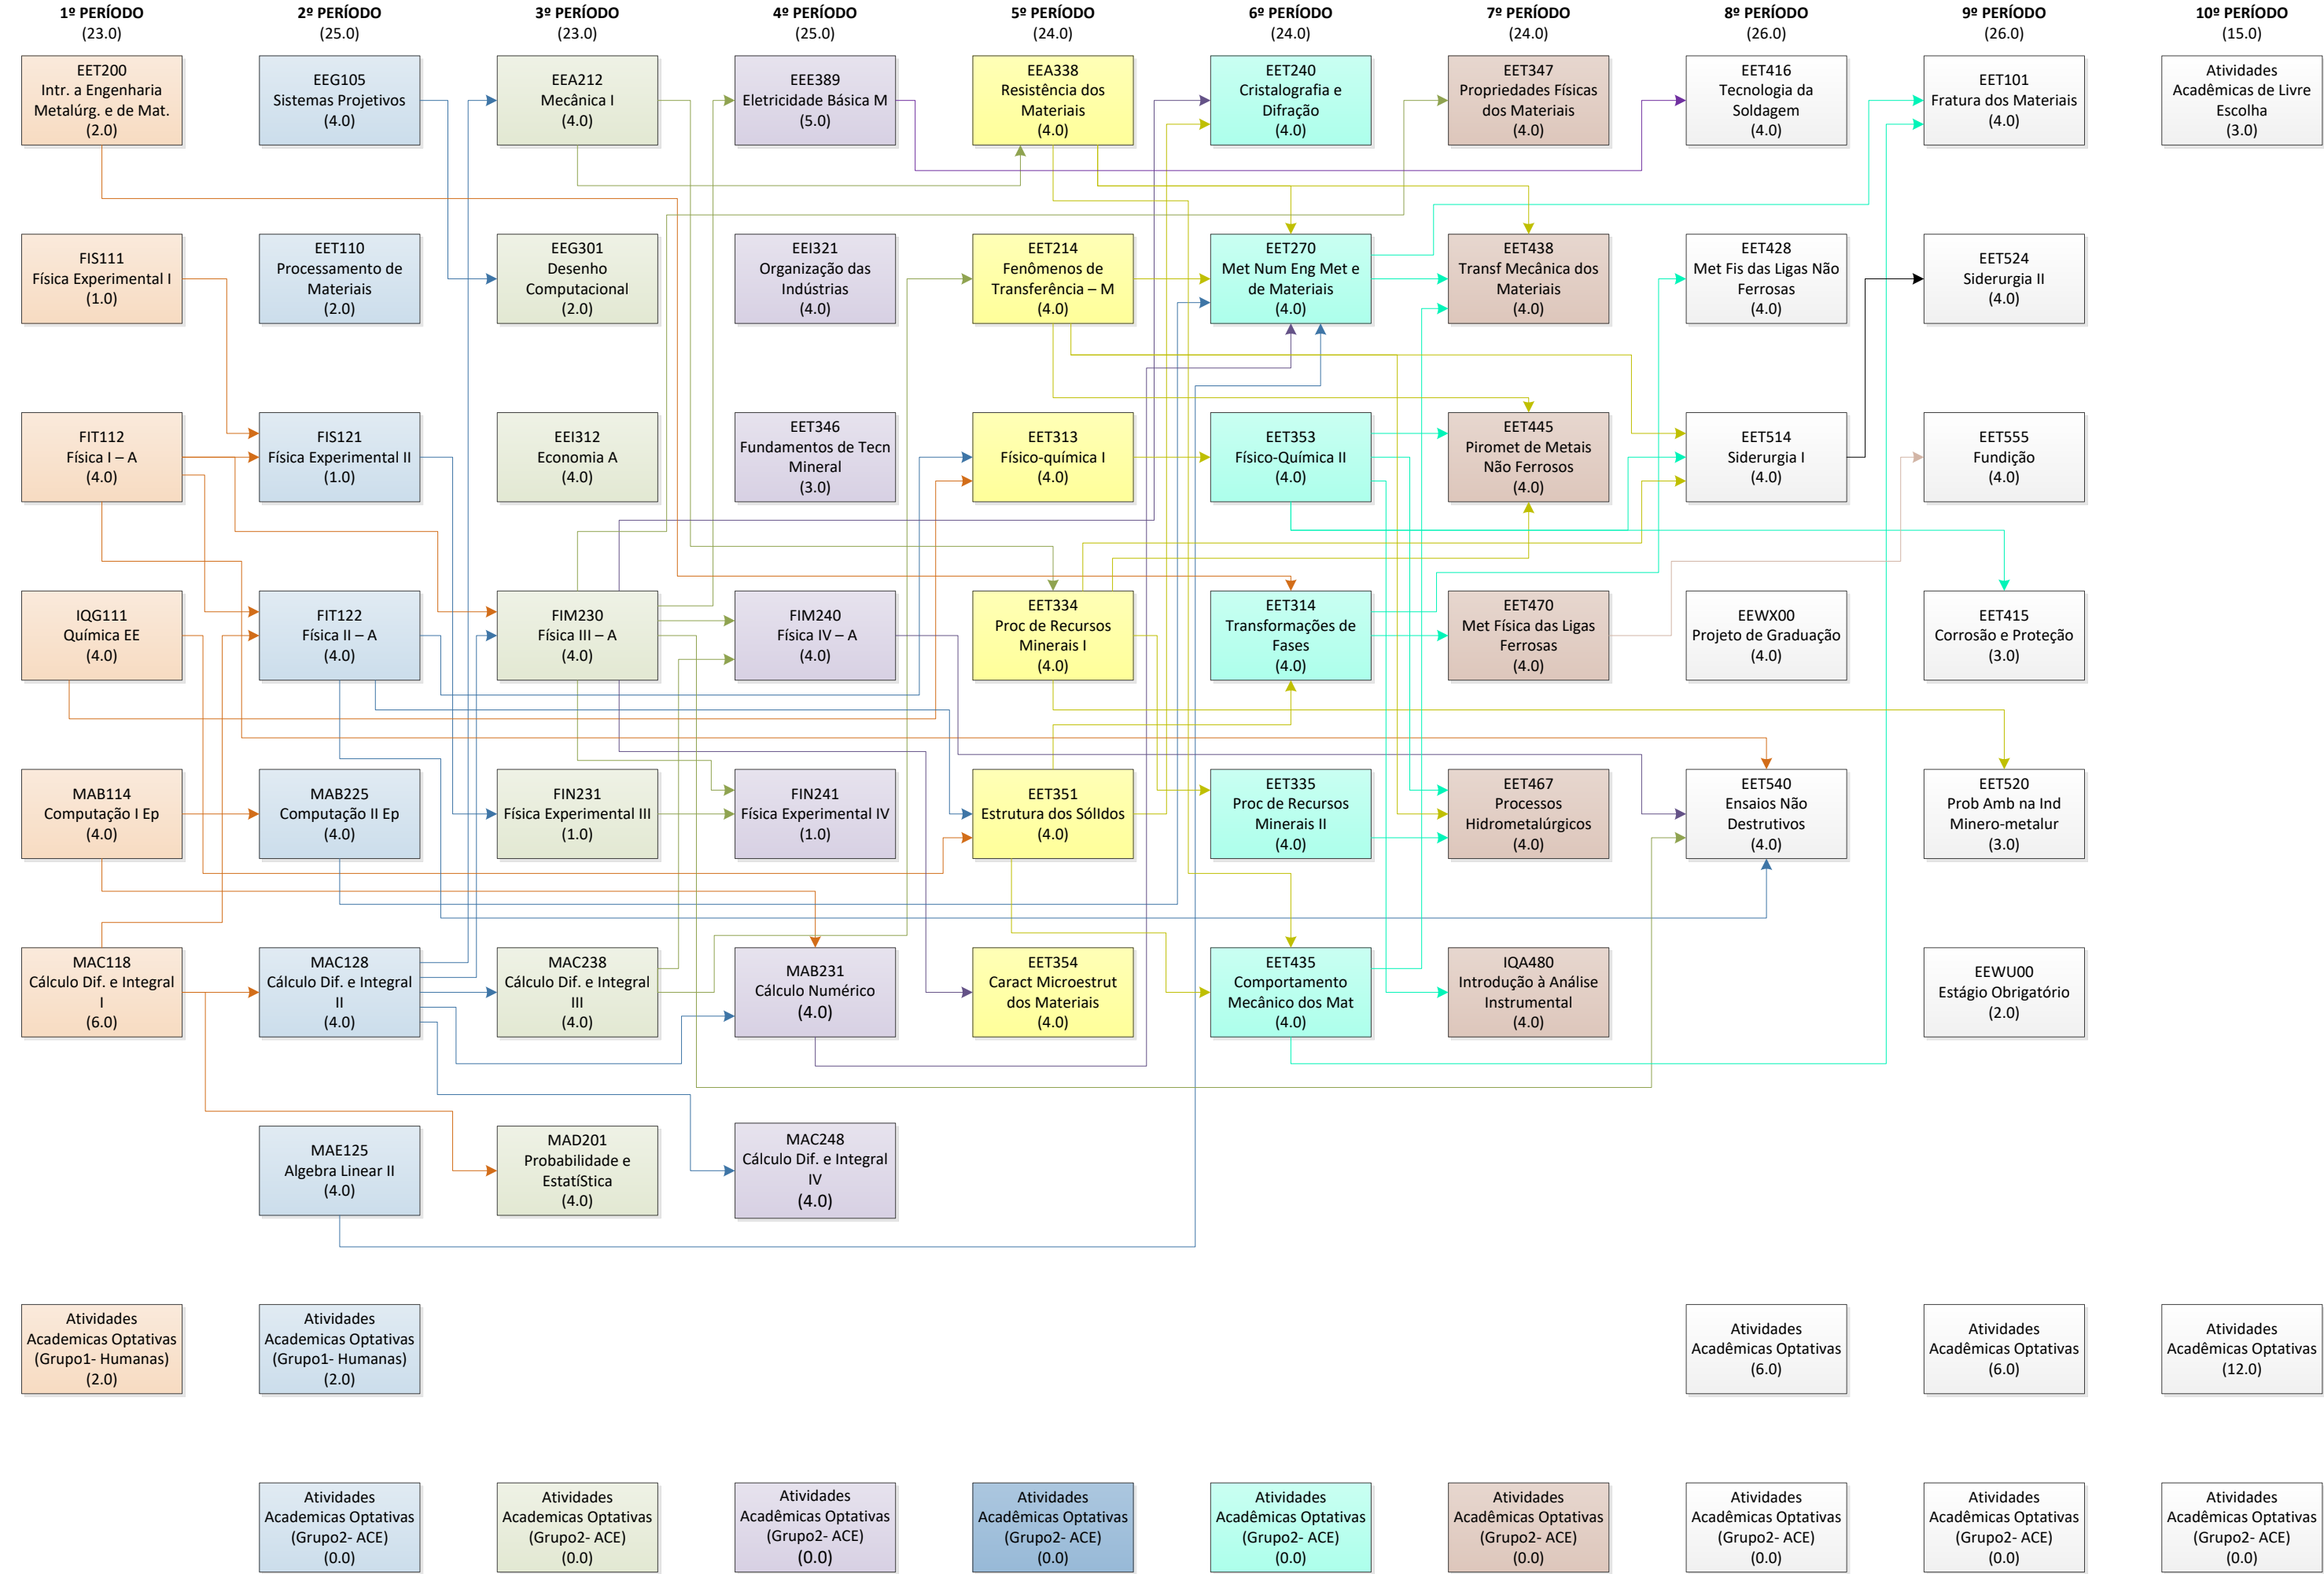 1º PERÍODO
(23.0)
2º PERÍODO
(25.0)
3º PERÍODO
(23.0)
4º PERÍODO
(25.0)
5º PERÍODO
(24.0)
6º PERÍODO
(24.0)
7º PERÍODO
(24.0)
8º PERÍODO
(26.0)
9º PERÍODO
(26.0)
10º PERÍODO
(15.0)
EET200
Intr. a Engenharia
Metalúrg. e de Mat.
(2.0)
EEG105
Sistemas Projetivos
(4.0)
EEA212
Mecânica I
(4.0)
EEE389
Eletricidade Básica M
(5.0)
EEA338
Resistência dos
Materiais
(4.0)
EET240
Cristalografia e
Difração
(4.0)
EET347
Propriedades Físicas
dos Materiais
(4.0)
EET416
Tecnologia da
Soldagem
(4.0)
EET101
Fratura dos Materiais
(4.0)
Atividades
Acadêmicas de Livre
Escolha
(3.0)
FIS111
Física Experimental I
(1.0)
EET110
Processamento de
Materiais
(2.0)
EEG301
Desenho
Computacional
(2.0)
EEI321
Organização das
Indústrias
(4.0)
EET214
Fenômenos de
Transferência – M
(4.0)
EET270
Met Num Eng Met e
de Materiais
(4.0)
EET438
Transf Mecânica dos
Materiais
(4.0)
EET428
Met Fis das Ligas Não
Ferrosas
(4.0)
EET524
Siderurgia II
(4.0)
FIT112
Física I – A
(4.0)
FIS121
Física Experimental II
(1.0)
EEI312
Economia A
(4.0)
EET346
Fundamentos de Tecn
Mineral
(3.0)
EET313
Físico-química I
(4.0)
EET353
Físico-Química II
(4.0)
EET445
Piromet de Metais
Não Ferrosos
(4.0)
EET514
Siderurgia I
(4.0)
EET555
Fundição
(4.0)
IQG111
Química EE
(4.0)
FIT122
Física II – A
(4.0)
FIM230
Física III – A
(4.0)
FIM240
Física IV – A
(4.0)
EET334
Proc de Recursos
Minerais I
(4.0)
EET314
Transformações de
Fases
(4.0)
EET470
Met Física das Ligas
Ferrosas
(4.0)
EEWX00
Projeto de Graduação
(4.0)
EET415
Corrosão e Proteção
(3.0)
MAB114
Computação I Ep
(4.0)
MAB225
Computação II Ep
(4.0)
FIN231
Física Experimental III
(1.0)
FIN241
Física Experimental IV
(1.0)
EET351
Estrutura dos SólIdos
(4.0)
EET335
Proc de Recursos
Minerais II
(4.0)
EET467
Processos
Hidrometalúrgicos
(4.0)
EET540
Ensaios Não
Destrutivos
(4.0)
EET520
Prob Amb na Ind
Minero-metalur
(3.0)
MAC118
Cálculo Dif. e Integral
I
(6.0)
MAC128
Cálculo Dif. e Integral
II
(4.0)
MAC238
Cálculo Dif. e Integral
III
(4.0)
MAB231
Cálculo Numérico
(4.0)
EET354
Caract Microestrut
dos Materiais
(4.0)
EET435
Comportamento
Mecânico dos Mat
(4.0)
IQA480
Introdução à Análise
Instrumental
(4.0)
EEWU00
Estágio Obrigatório
(2.0)
MAE125
Algebra Linear II
(4.0)
MAD201
Probabilidade e
EstatíStica
(4.0)
MAC248
Cálculo Dif. e Integral
IV
(4.0)
Atividades
Academicas Optativas
(Grupo1- Humanas)
(2.0)
Atividades
Academicas Optativas
(Grupo1- Humanas)
(2.0)
Atividades
Acadêmicas Optativas
(6.0)
Atividades
Acadêmicas Optativas
(6.0)
Atividades
Acadêmicas Optativas
(12.0)
Atividades
Academicas Optativas
(Grupo2- ACE)
(0.0)
Atividades
Academicas Optativas
(Grupo2- ACE)
(0.0)
Atividades
Acadêmicas Optativas
(Grupo2- ACE)
(0.0)
Atividades
Acadêmicas Optativas
(Grupo2- ACE)
(0.0)
Atividades
Acadêmicas Optativas
(Grupo2- ACE)
(0.0)
Atividades
Acadêmicas Optativas
(Grupo2- ACE)
(0.0)
Atividades
Acadêmicas Optativas
(Grupo2- ACE)
(0.0)
Atividades
Acadêmicas Optativas
(Grupo2- ACE)
(0.0)
Atividades
Acadêmicas Optativas
(Grupo2- ACE)
(0.0)